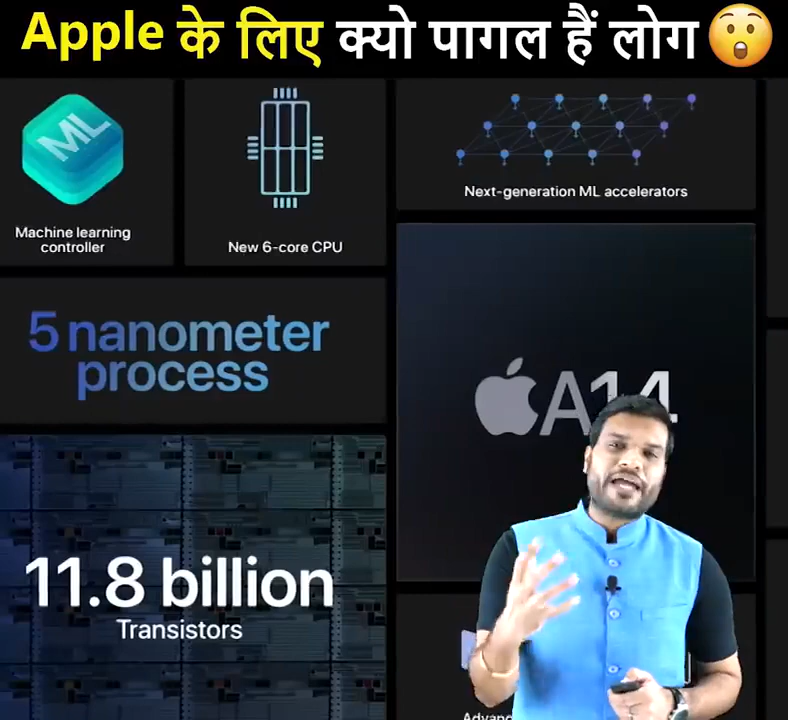 Apple के लिए क्यो पागल हैं लोग
ML
Machine learning
controller
New 6-core CPU
Next-generation ML accelerators
5 nanometer
process
A14
11.8 billion
Transistors